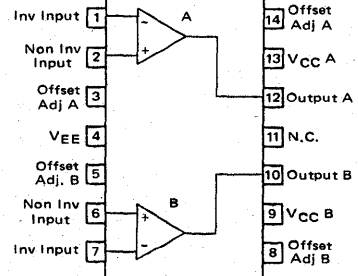 Inv Input 1
Non Inv
Input 2
Offset
Adj A 3
VEE 4
Offset
Adj. B 5
Non Inv
Input 6
Inv Input 7
-
+
A
+
-
B
14 Offset
Adj A
13 VCC A
12 Output A
11 N.C.
10 Output B
9 VCC B
8 Offset
Adj B